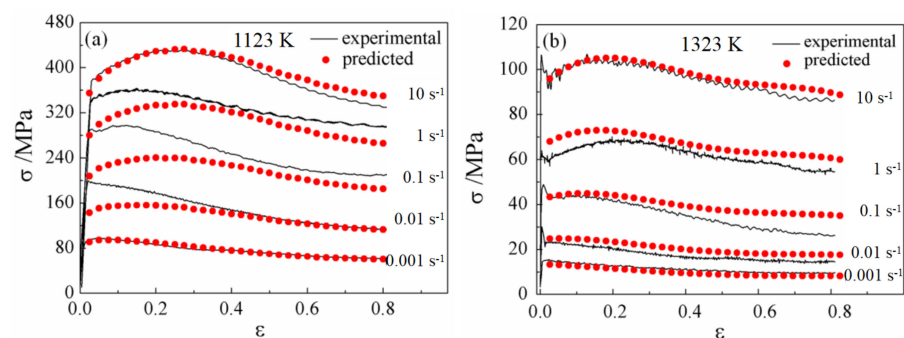 (a) 1123 K
experimental
predicted
10 s⁻¹
1 s⁻¹
0.1 s⁻¹
0.01 s⁻¹
0.001 s⁻¹
σ /MPa
480
400
320
240
160
80
0
0.0 0.2 0.4 0.6 0.8
ε
(b) 1323 K
experimental
predicted
10 s⁻¹
1 s⁻¹
0.1 s⁻¹
0.01 s⁻¹
0.001 s⁻¹
σ /MPa
120
100
80
60
40
20
0
0.0 0.2 0.4 0.6 0.8
ε